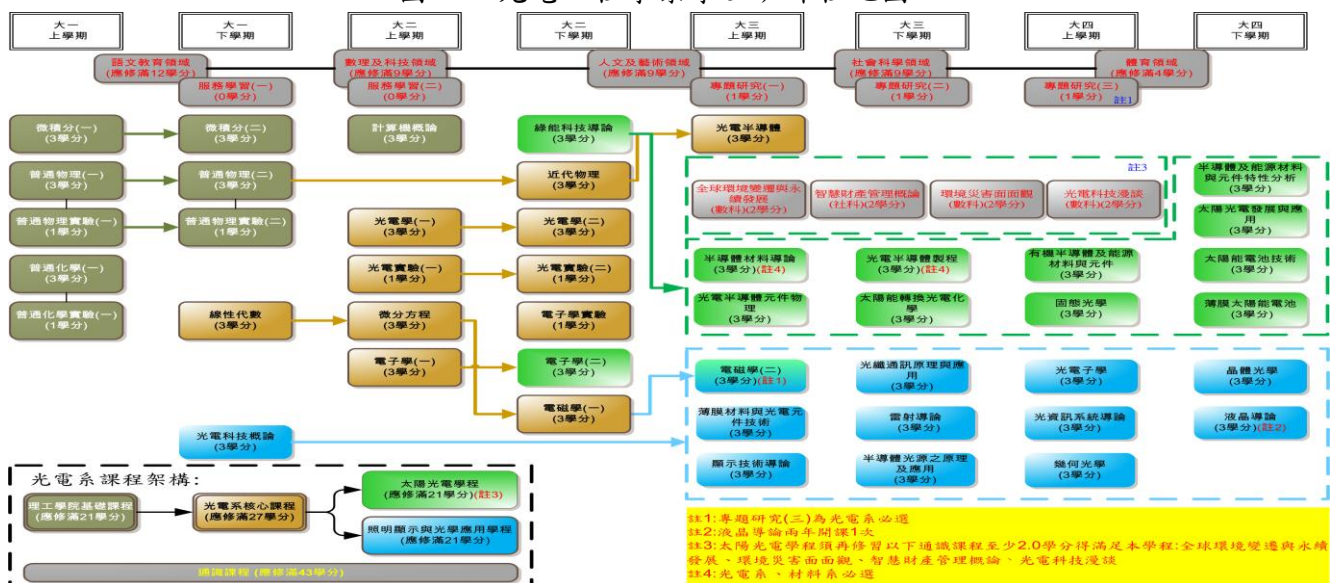 大一
上學期
大一
下學期
大二
上學期
大二
下學期
大三
上學期
大三
下學期
大四
上學期
大四
下學期
語文教育領域
(應修滿12學分)
數理及科技領域
(應修滿9學分)
人文及藝術領域
(應修滿9學分)
社會科學領域
(應修滿9學分)
體育領域
(應修滿4學分)
服務學習(一)
(0學分)
服務學習(二)
(0學分)
專題研究(一)
(1學分)
專題研究(二)
(1學分)
專題研究(三)
(1學分)
註1
微積分(一)
(3學分)
微積分(二)
(3學分)
計算機概論
(3學分)
綠能科技導論
(3學分)
光電半導體
(3學分)
普通物理(一)
(3學分)
普通物理(二)
(3學分)
近代物理
(3學分)
註3
全球環境變遷與永
續發展
(數科)(2學分)
智慧財產管理概論
(社科)(2學分)
環境災害面面觀
(數科)(2學分)
光電科技漫談
(數科)(2學分)
半導體及能源材料
與元件特性分析
(3學分)
普通物理實驗(一)
(1學分)
普通物理實驗(二)
(1學分)
光電學(一)
(3學分)
光電學(二)
(3學分)
太陽光電發展與應
用
(3學分)
普通化學(一)
(3學分)
光電實驗(一)
(1學分)
光電實驗(二)
(1學分)
半導體材料導論
(3學分)(註4)
光電半導體製程
(3學分)(註4)
有機半導體及能源
材料與元件
(3學分)
太陽能電池技術
(3學分)
普通化學實驗(一)
(1學分)
線性代數
(3學分)
微分方程
(3學分)
電子學實驗
(1學分)
光電半導體元件物
理
(3學分)
太陽能轉換光電化
學
(3學分)
固態光學
(3學分)
薄膜太陽能電池
(3學分)
電子學(一)
(3學分)
電子學(二)
(3學分)
電磁學(二)
(3學分)(註1)
光纖通訊原理與應
用
(3學分)
光電子學
(3學分)
晶體光學
(3學分)
電磁學(一)
(3學分)
薄膜材料與光電元
件技術
(3學分)
雷射導論
(3學分)
光資訊系統導論
(3學分)
液晶導論
(3學分)(註2)
光電科技概論
(3學分)
顯示技術導論
(3學分)
半導體光源之原理
及應用
(3學分)
幾何光學
(3學分)
光電系課程架構:
理工學院基礎課程
(應修滿21學分)
光電系核心課程
(應修滿27學分)
太陽光電學程
(應修滿21學分)(註3)
照明顯示與光學應用學程
(應修滿21學分)
通識課程 (應修滿43學分)
註1:專題研究(三)為光電系必選
註2:液晶導論兩年開課1次
註3:太陽光電學程須再修習以下通識課程至少2.0學分得滿足本學程:全球環境變遷與永續
發展、環境災害面面觀、智慧財產管理概論、光電科技漫談
註4:光電系、材料系必選